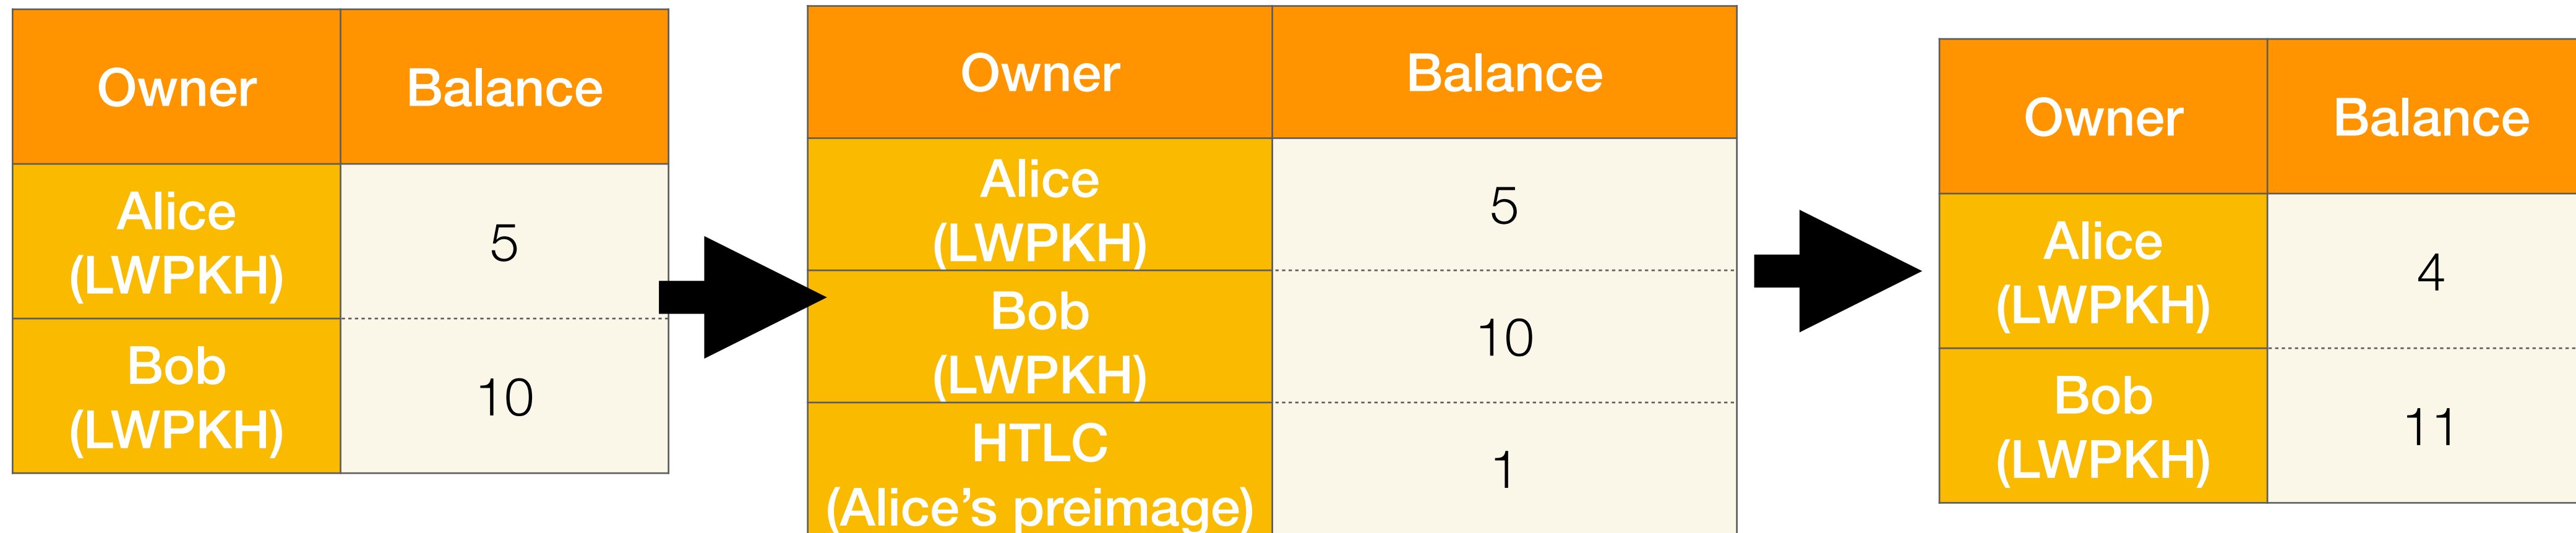 Owner Balance
Alice
(LWPKH)
5
Bob
(LWPKH)
10
Owner Balance
Alice
(LWPKH)
5
Bob
(LWPKH)
10
HTLC
(Alice’s preimage)
1
Owner Balance
Alice
(LWPKH)
4
Bob
(LWPKH)
11